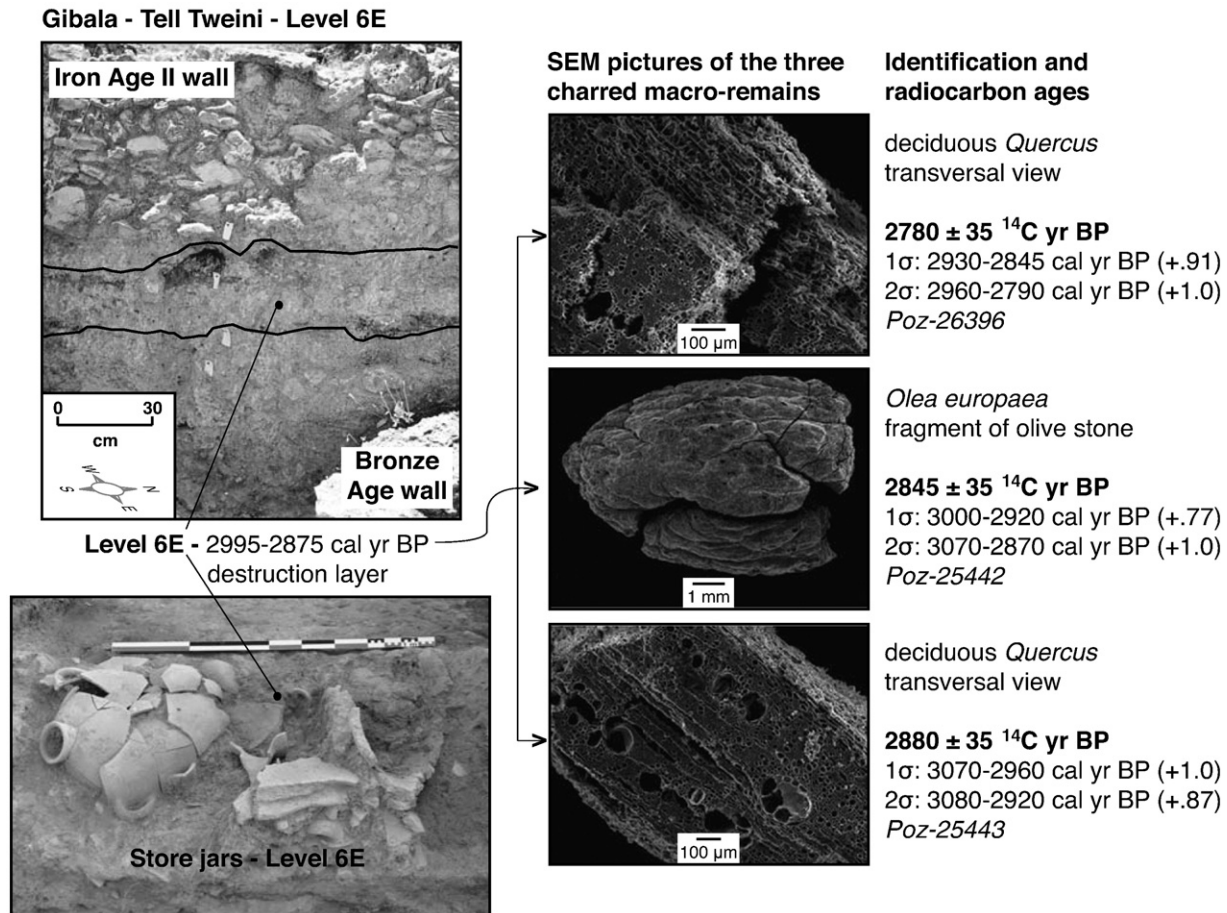 Gibala - Tell Tweini - Level 6E
Iron Age II wall
0 30
cm
W
N
S
E
Bronze
Age wall
Level 6E - 2995-2875 cal yr BP
destruction layer
Store jars - Level 6E
SEM pictures of the three
charred macro-remains
100 µm
1 mm
100 µm
Identification and
radiocarbon ages
deciduous Quercus
transversal view
2780 ± 35 ¹⁴C yr BP
1σ: 2930-2845 cal yr BP (+.91)
2σ: 2960-2790 cal yr BP (+1.0)
Poz-26396
Olea europaea
fragment of olive stone
2845 ± 35 ¹⁴C yr BP
1σ: 3000-2920 cal yr BP (+.77)
2σ: 3070-2870 cal yr BP (+1.0)
Poz-25442
deciduous Quercus
transversal view
2880 ± 35 ¹⁴C yr BP
1σ: 3070-2960 cal yr BP (+1.0)
2σ: 3080-2920 cal yr BP (+.87)
Poz-25443